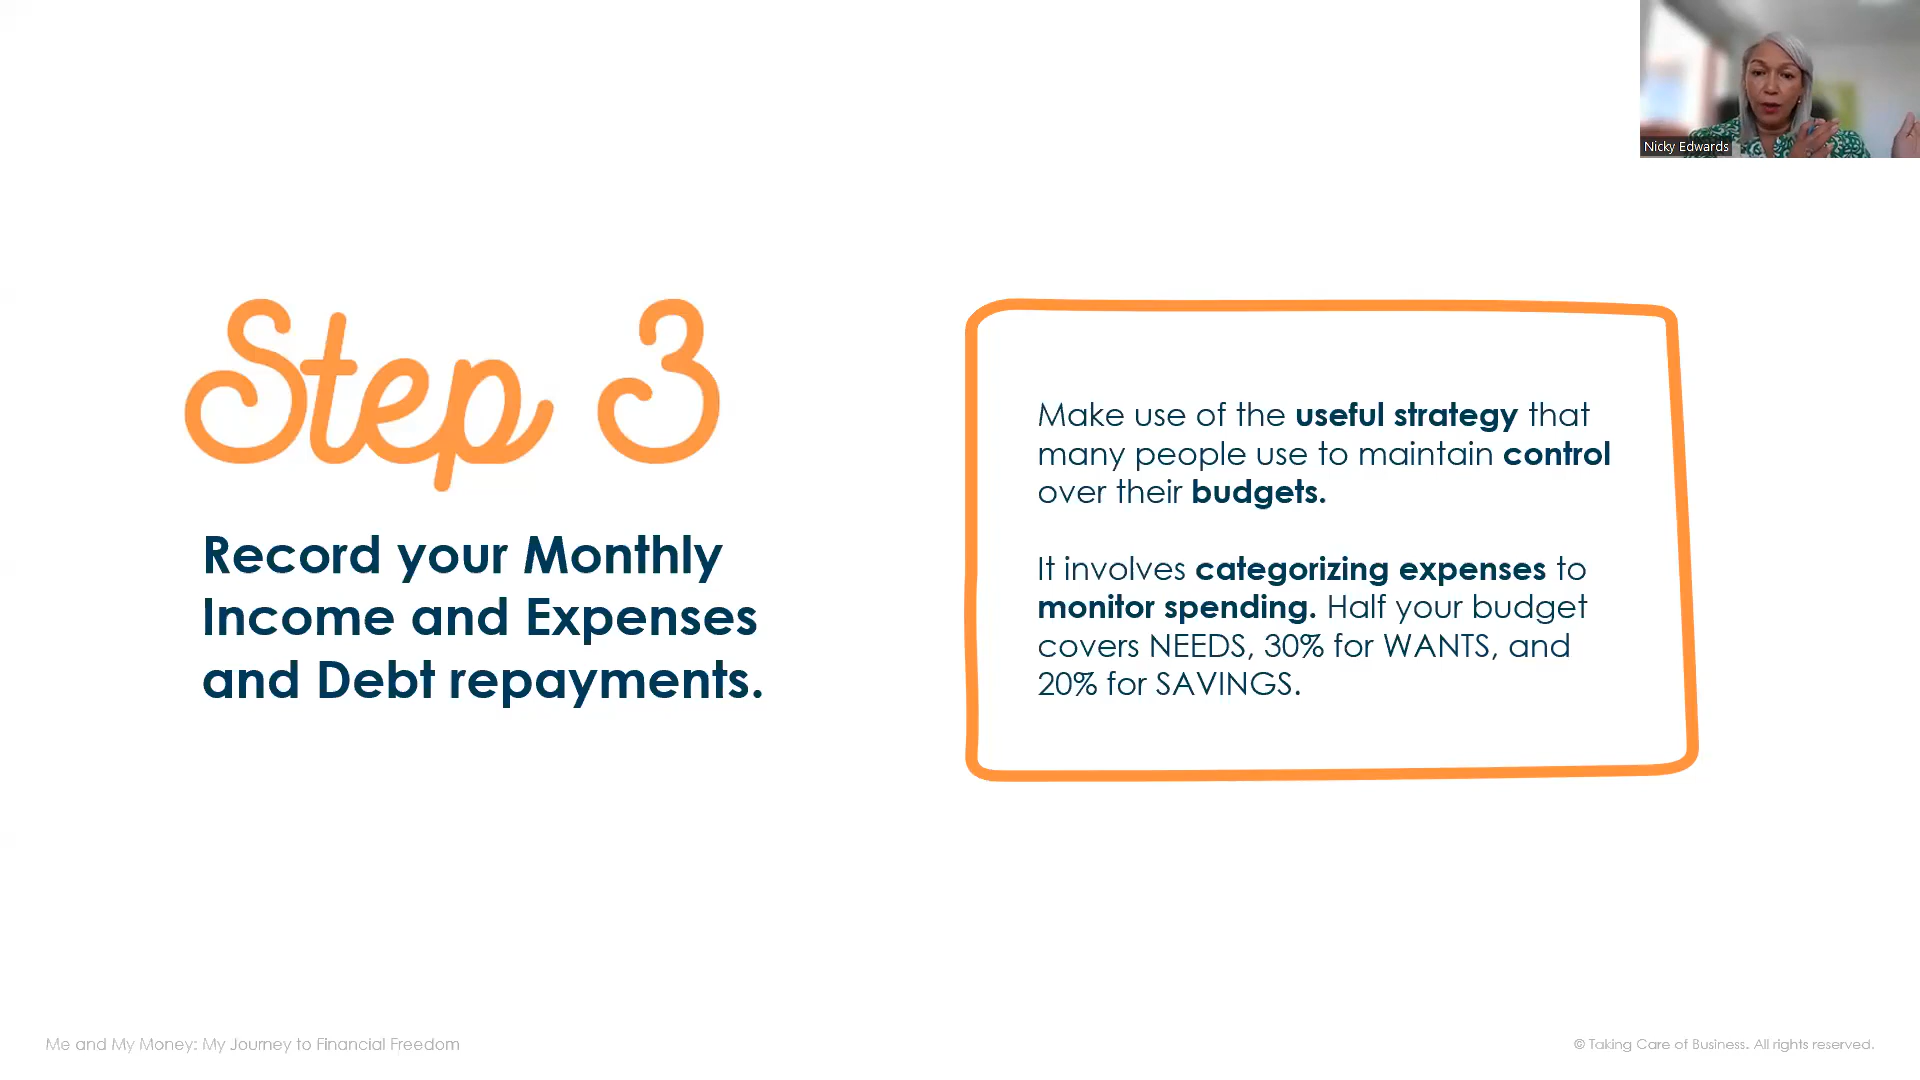 Nicky Edwards
Step 3
Record your Monthly
Income and Expenses
and Debt repayments.
Make use of the useful strategy that
many people use to maintain control
over their budgets.
It involves categorizing expenses to
monitor spending. Half your budget
covers NEEDS, 30% for WANTS, and
20% for SAVINGS.
Me and My Money: My Journey to Financial Freedom
© Taking Care of Business. All rights reserved.